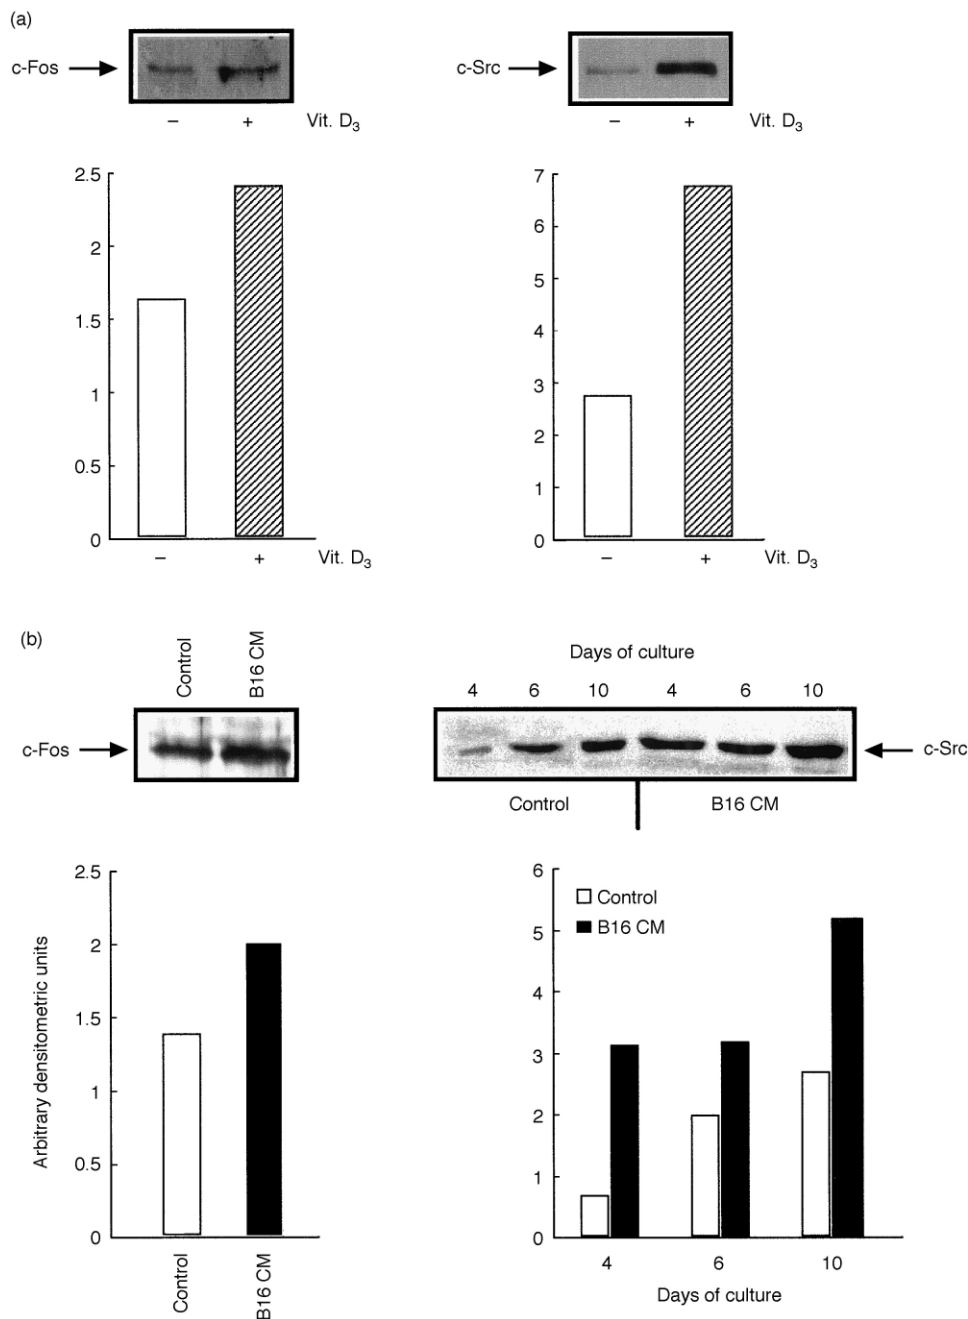 (a)
c-Fos
c-Src
– + Vit. D3
– + Vit. D3
2.5
2
1.5
1
0.5
0
– + Vit. D3
7
6
5
4
3
2
1
0
– + Vit. D3
(b)
Control
B16 CM
c-Fos
Days of culture
4 6 10 4 6 10
c-Src
Control B16 CM
Arbitrary densitometric units
2.5
2
1.5
1
0.5
0
Control
B16 CM
6
5
4
3
2
1
0
Control
B16 CM
4 6 10
Days of culture